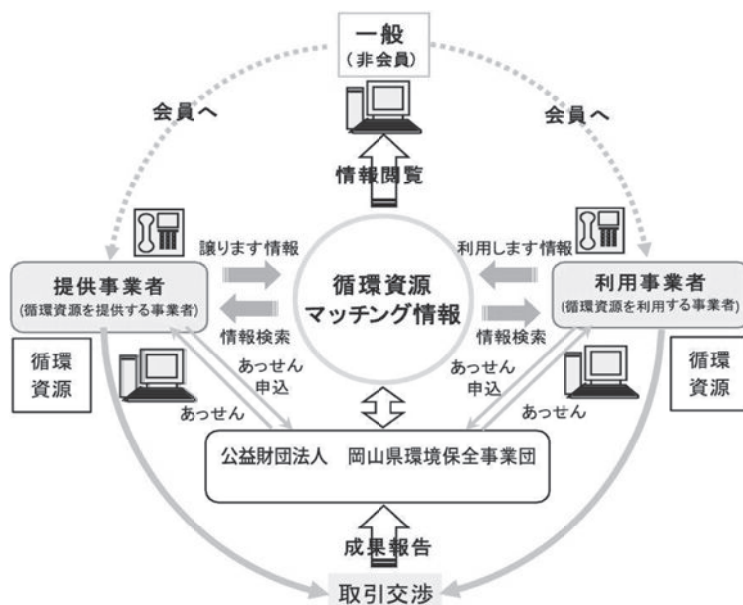 一般
(非会員)
会員へ
会員へ
情報閲覧
譲ります情報
利用します情報
提供事業者
(循環資源を提供する事業者)
循環資源
マッチング情報
利用事業者
(循環資源を利用する事業者)
情報検索
情報検索
循環
資源
あっせん
申込
あっせん
あっせん
申込
あっせん
循環
資源
公益財団法人 岡山県環境保全事業団
成果報告
取引交渉